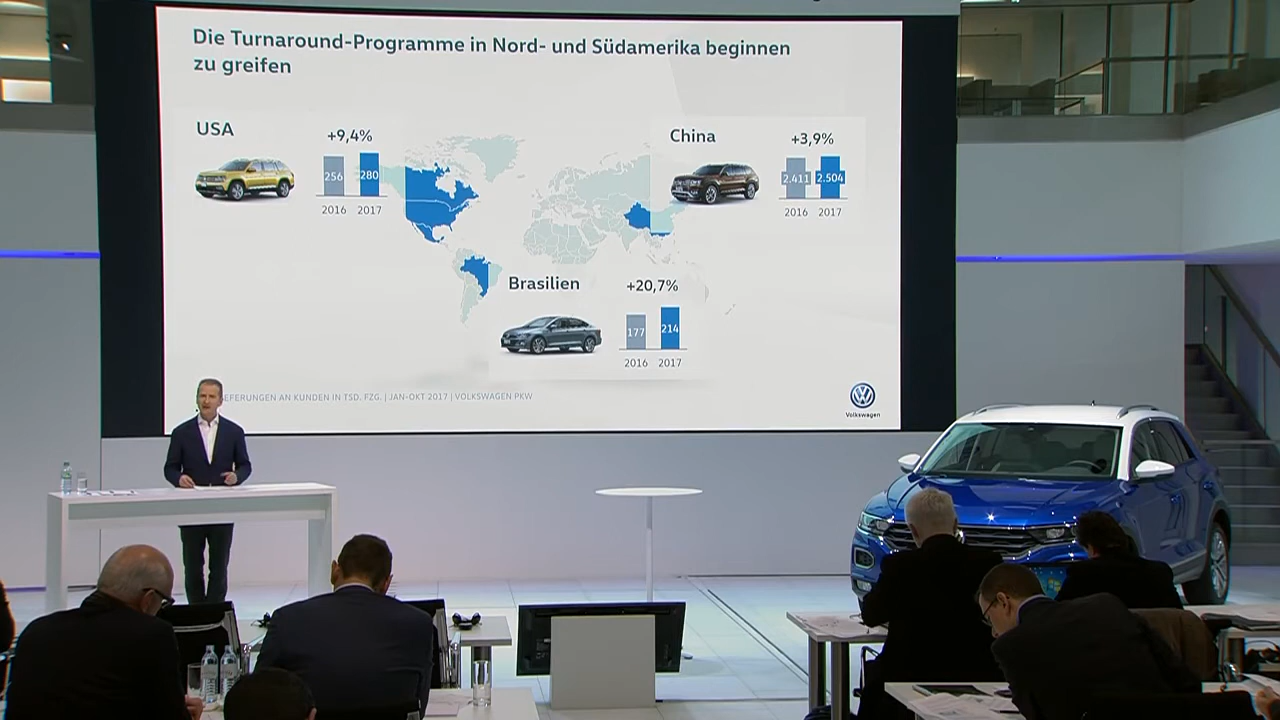 Die Turnaround-Programme in Nord- und Südamerika beginnen
zu greifen
USA
+9,4%
256
280
2016
2017
China
+3,9%
2.411
2.504
2016
2017
Brasilien
+20,7%
177
214
2016
2017
EFERUNGEN AN KUNDEN IN TSD. FZG. | JAN-OKT 2017 | VOLKSWAGEN PKW
Volkswagen